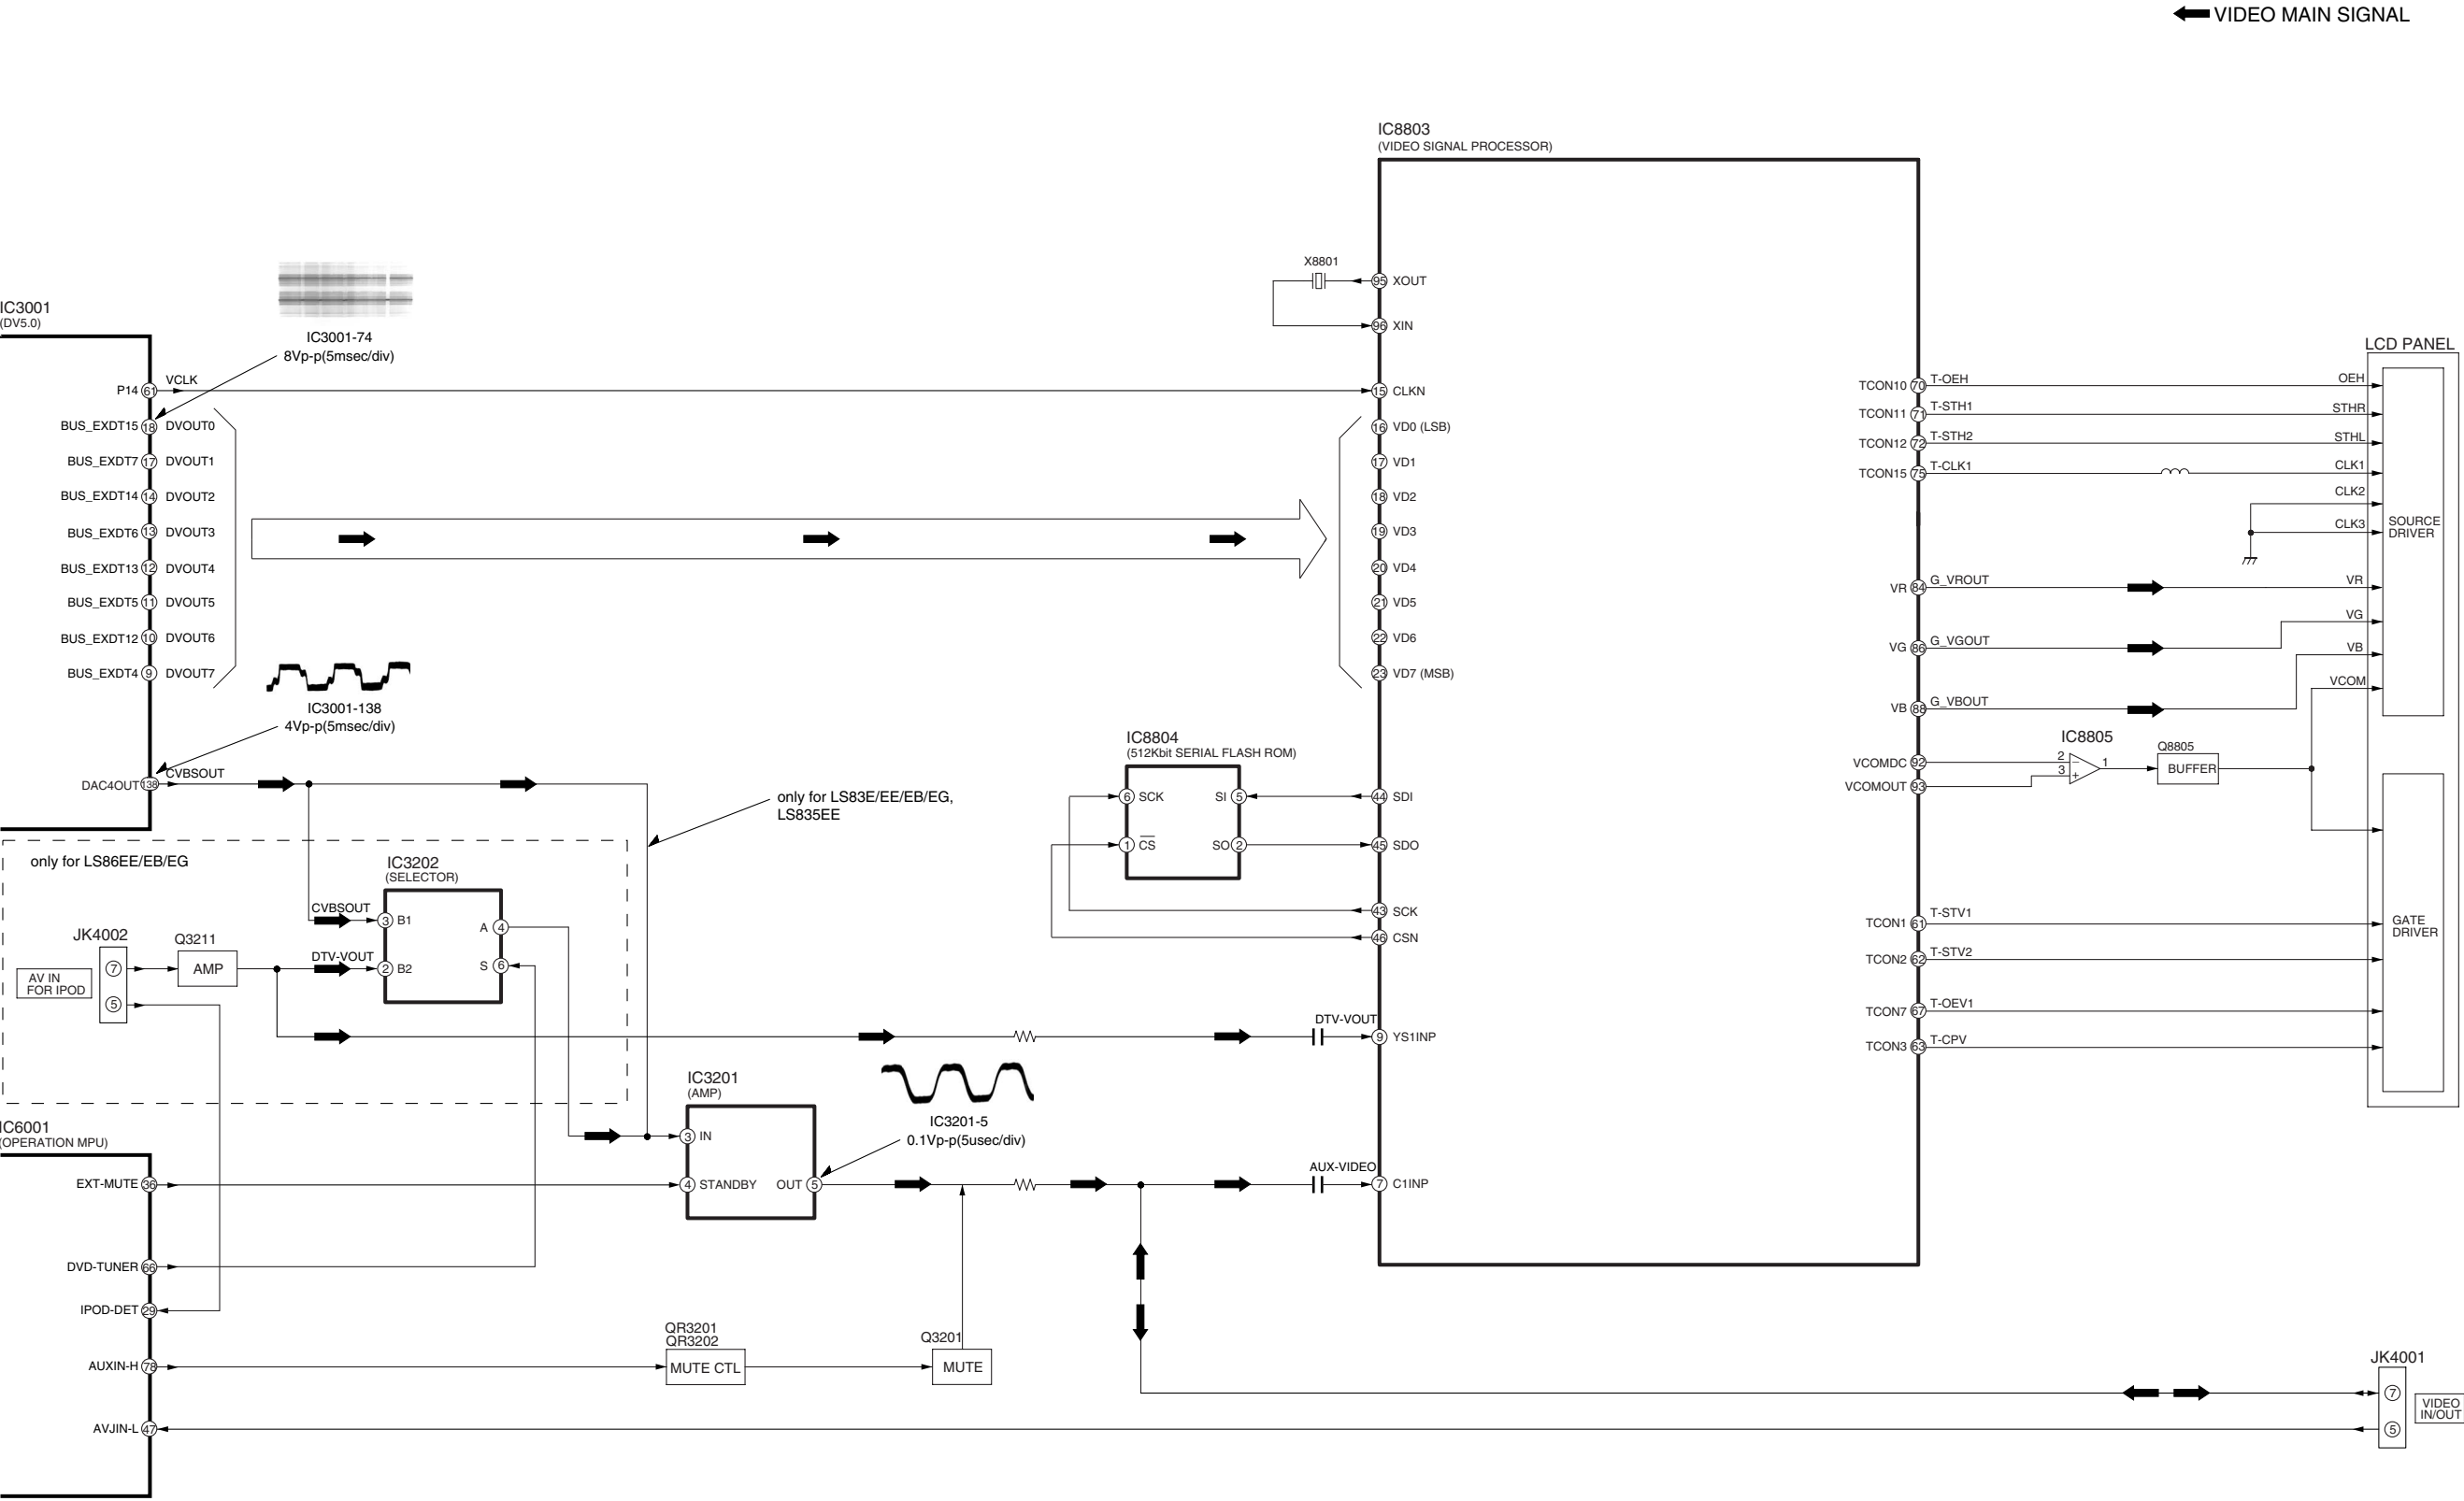 VIDEO MAIN SIGNAL
IC3001
(DV5.0)
IC3001-74
8Vp-p(5msec/div)
P14 61 VCLK
BUS_EXDT15 18 DVOUT0
BUS_EXDT7 17 DVOUT1
BUS_EXDT14 14 DVOUT2
BUS_EXDT6 13 DVOUT3
BUS_EXDT13 12 DVOUT4
BUS_EXDT5 11 DVOUT5
BUS_EXDT12 10 DVOUT6
BUS_EXDT4 9 DVOUT7
IC3001-138
4Vp-p(5msec/div)
DAC4OUT 138 CVBSOUT
only for LS83E/EE/EB/EG,
LS835EE
only for LS86EE/EB/EG
IC3202
(SELECTOR)
CVBSOUT
3 B1
A 4
DTV-VOUT
2 B2
S 6
JK4002
7
5
AV IN
FOR IPOD
Q3211
AMP
IC6001
(OPERATION MPU)
EXT-MUTE 36
DVD-TUNER 66
IPOD-DET 29
AUXIN-H 78
AVJIN-L 47
IC3201
(AMP)
3 IN
4 STANDBY
OUT 5
IC3201-5
0.1Vp-p(5usec/div)
QR3201
QR3202
MUTE CTL
Q3201
MUTE
IC8804
(512Kbit SERIAL FLASH ROM)
6 SCK
SI 5
1 CS
SO 2
X8801
IC8803
(VIDEO SIGNAL PROCESSOR)
95 XOUT
96 XIN
15 CLKN
16 VD0 (LSB)
17 VD1
18 VD2
19 VD3
20 VD4
21 VD5
22 VD6
23 VD7 (MSB)
44 SDI
45 SDO
43 SCK
46 CSN
DTV-VOUT
9 YS1INP
AUX-VIDEO
7 C1INP
TCON10 70 T-OEH
TCON11 71 T-STH1
TCON12 72 T-STH2
TCON15 75 T-CLK1
VR 84 G_VROUT
VG 86 G_VGOUT
VB 88 G_VBOUT
VCOMDC 92
VCOMOUT 93
IC8805
2 −
3 +
1
Q8805
BUFFER
TCON1 61 T-STV1
TCON2 62 T-STV2
TCON7 67 T-OEV1
TCON3 63 T-CPV
LCD PANEL
OEH
STHR
STHL
CLK1
CLK2
CLK3
SOURCE
DRIVER
VR
VG
VB
VCOM
GATE
DRIVER
JK4001
7
5
VIDEO
IN/OUT